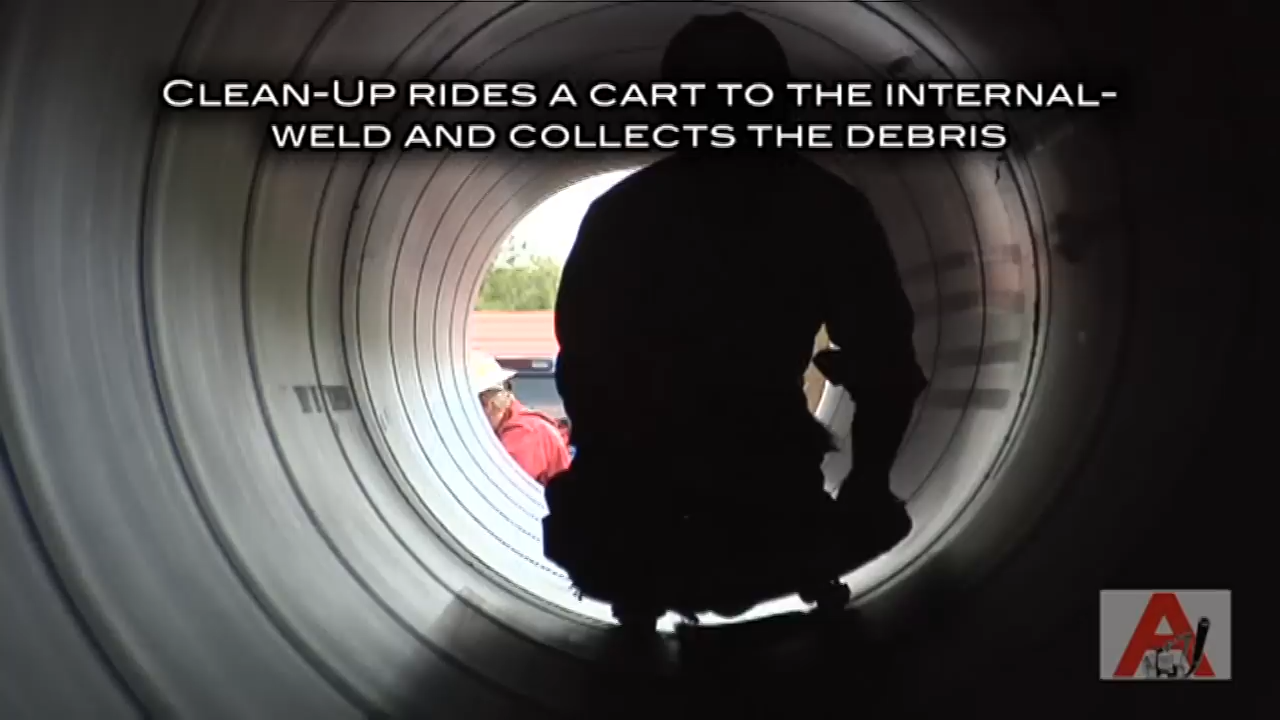 CLEAN-UP RIDES A CART TO THE INTERNAL-
WELD AND COLLECTS THE DEBRIS
A